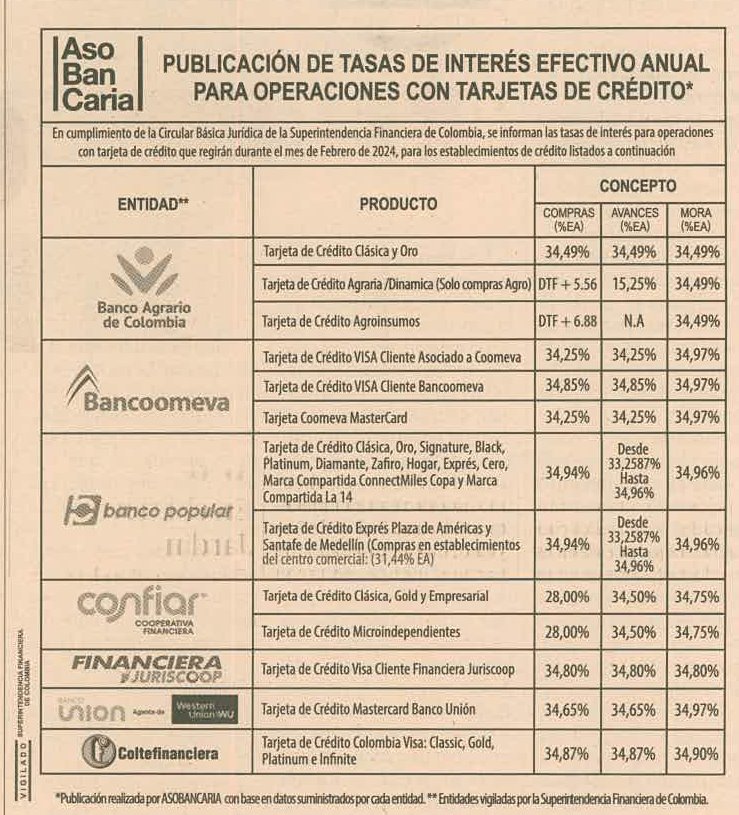 Aso
Ban
Caria
PUBLICACIÓN DE TASAS DE INTERÉS EFECTIVO ANUAL
PARA OPERACIONES CON TARJETAS DE CRÉDITO*
En cumplimiento de la Circular Básica Jurídica de la Superintendencia Financiera de Colombia, se informan las tasas de interés para operaciones
con tarjeta de crédito que regirán durante el mes de Febrero de 2024, para los establecimientos de crédito listados a continuación
ENTIDAD** PRODUCTO CONCEPTO
COMPRAS (%EA) AVANCES (%EA) MORA (%EA)
Banco Agrario
de Colombia
Tarjeta de Crédito Clásica y Oro 34,49% 34,49% 34,49%
Tarjeta de Crédito Agraria /Dinamica (Solo compras Agro) DTF + 5.56 15,25% 34,49%
Tarjeta de Crédito Agroinsumos DTF + 6.88 N.A 34,49%
Bancoomeva
Tarjeta de Crédito VISA Cliente Asociado a Coomeva 34,25% 34,25% 34,97%
Tarjeta de Crédito VISA Cliente Bancoomeva 34,85% 34,85% 34,97%
Tarjeta Coomeva MasterCard 34,25% 34,25% 34,97%
banco popular
Tarjeta de Crédito Clásica, Oro, Signature, Black,
Platinum, Diamante, Zafiro, Hogar, Exprés, Cero,
Marca Compartida ConnectMiles Copa y Marca
Compartida La 14
34,94%
Desde
33,2587%
Hasta
34,96%
34,96%
Tarjeta de Crédito Exprés Plaza de Américas y
Santafe de Medellín (Compras en establecimientos
del centro comercial: (31,44% EA)
34,94%
Desde
33,2587%
Hasta
34,96%
34,96%
confiar
COOPERATIVA
FINANCIERA
Tarjeta de Crédito Clásica, Gold y Empresarial 28,00% 34,50% 34,75%
Tarjeta de Crédito Microindependientes 28,00% 34,50% 34,75%
FINANCIERA
JURISCOOP
Tarjeta de Crédito Visa Cliente Financiera Juriscoop 34,80% 34,80% 34,80%
BANCO
union
Agente de
Western
Union WU
Tarjeta de Crédito Mastercard Banco Unión 34,65% 34,65% 34,97%
Coltefinanciera
Tarjeta de Crédito Colombia Visa: Classic, Gold,
Platinum e Infinite
34,87% 34,87% 34,90%
VIGILADO SUPERINTENDENCIA FINANCIERA
DE COLOMBIA
*Publicación realizada por ASOBANCARIA con base en datos suministrados por cada entidad. ** Entidades vigiladas por la Superintendencia Financiera de Colombia.